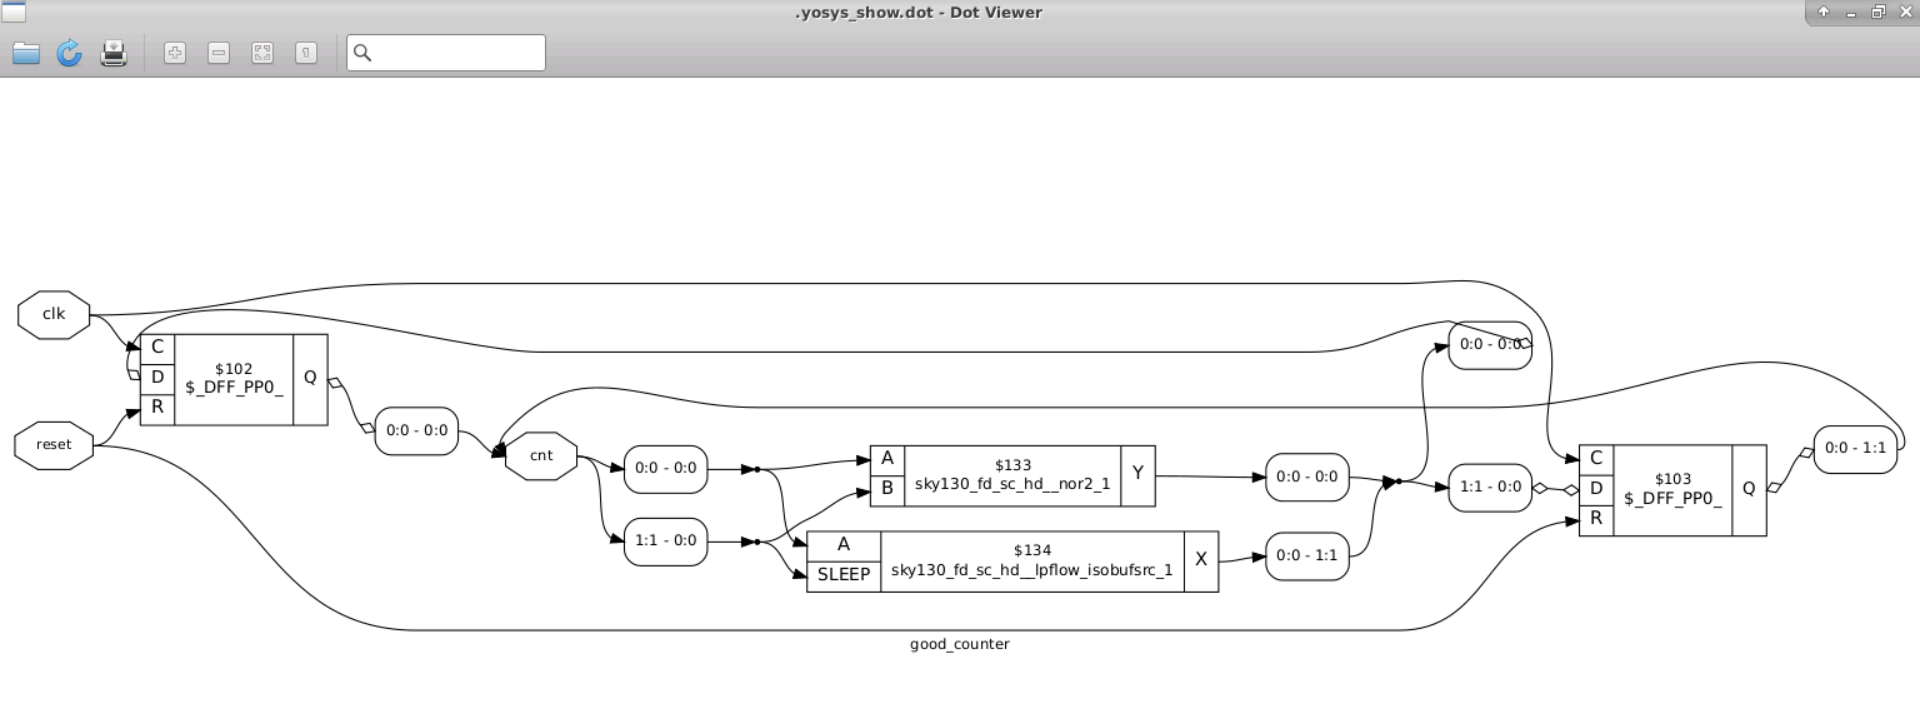 .yosys_show.dot - Dot Viewer
clk
C
D
R
$102
$_DFF_PP0_
Q
reset
0:0 - 0:0
cnt
0:0 - 0:0
1:1 - 0:0
A
B
$133
sky130_fd_sc_hd__nor2_1
Y
A
SLEEP
$134
sky130_fd_sc_hd__lpflow_isobufsrc_1
X
0:0 - 0:0
0:0 - 1:1
0:0 - 0:0
1:1 - 0:0
C
D
R
$103
$_DFF_PP0_
Q
0:0 - 1:1
good_counter